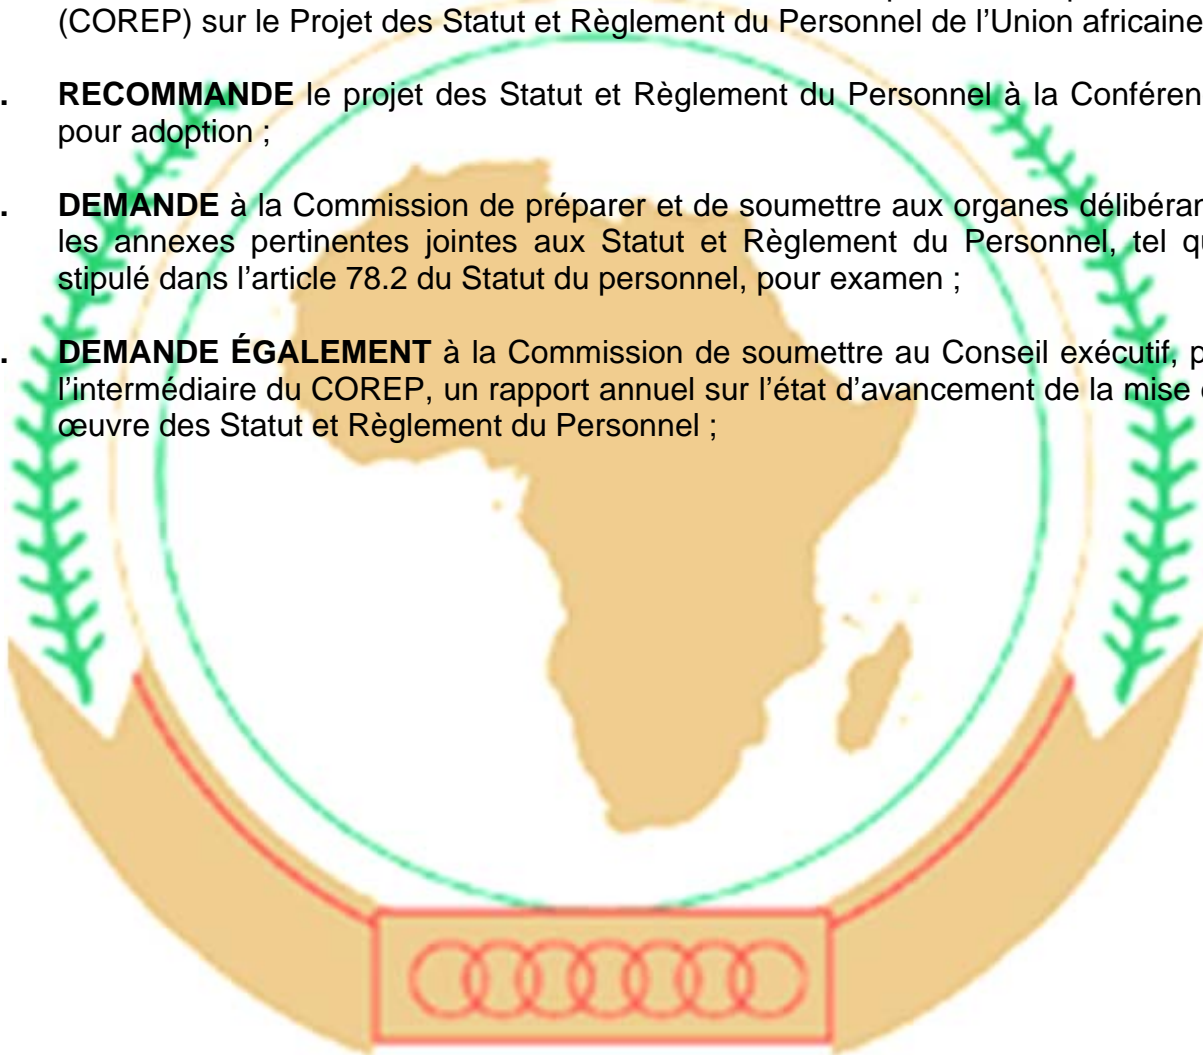 (COREP) sur le Projet des Statut et Règlement du Personnel de l’Union africaine
. RECOMMANDE le projet des Statut et Règlement du Personnel à la Conféren
pour adoption ;
. DEMANDE à la Commission de préparer et de soumettre aux organes délibéran
les annexes pertinentes jointes aux Statut et Règlement du Personnel, tel qu
stipulé dans l’article 78.2 du Statut du personnel, pour examen ;
. DEMANDE ÉGALEMENT à la Commission de soumettre au Conseil exécutif, p
l’intermédiaire du COREP, un rapport annuel sur l’état d’avancement de la mise
œuvre des Statut et Règlement du Personnel ;